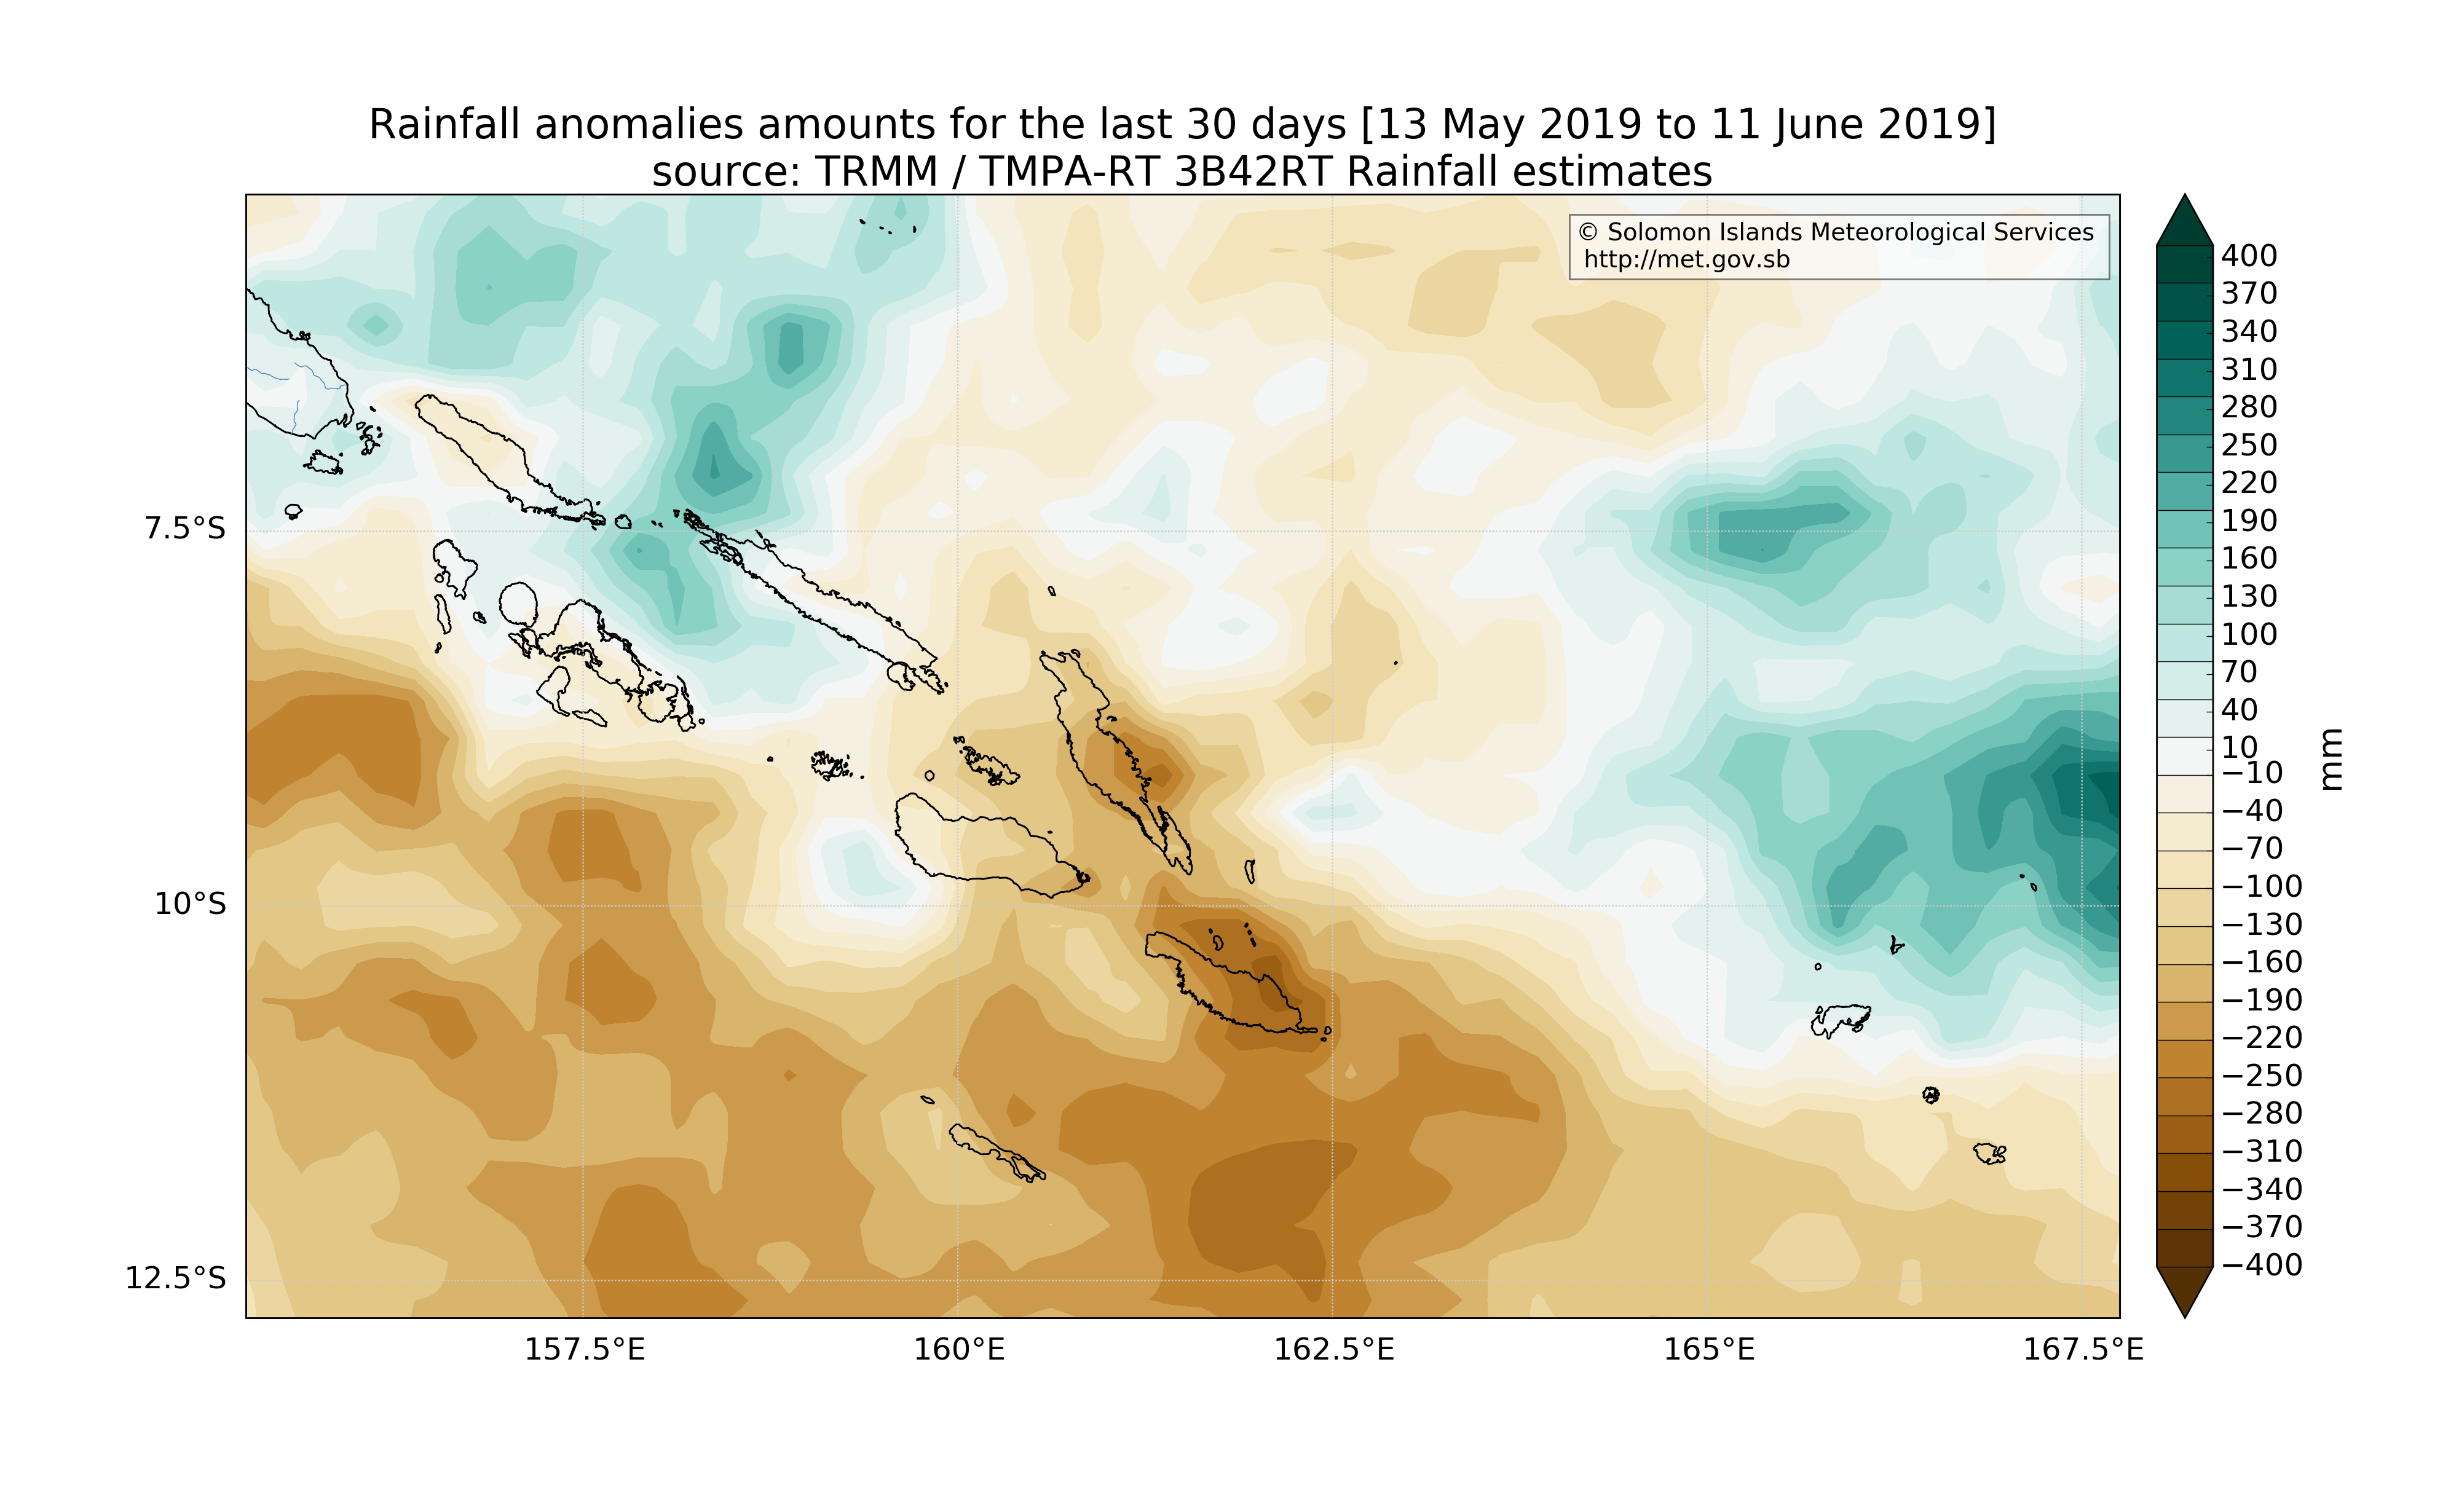 Rainfall anomalies amounts for the last 30 days [13 May 2019 to 11 June 2019]
source: TRMM / TMPA-RT 3B42RT Rainfall estimates
© Solomon Islands Meteorological Services
http://met.gov.sb
7.5°S
10°S
12.5°S
157.5°E
160°E
162.5°E
165°E
167.5°E
400
370
340
310
280
250
220
190
160
130
100
70
40
10
−10
−40
−70
−100
−130
−160
−190
−220
−250
−280
−310
−340
−370
−400
mm